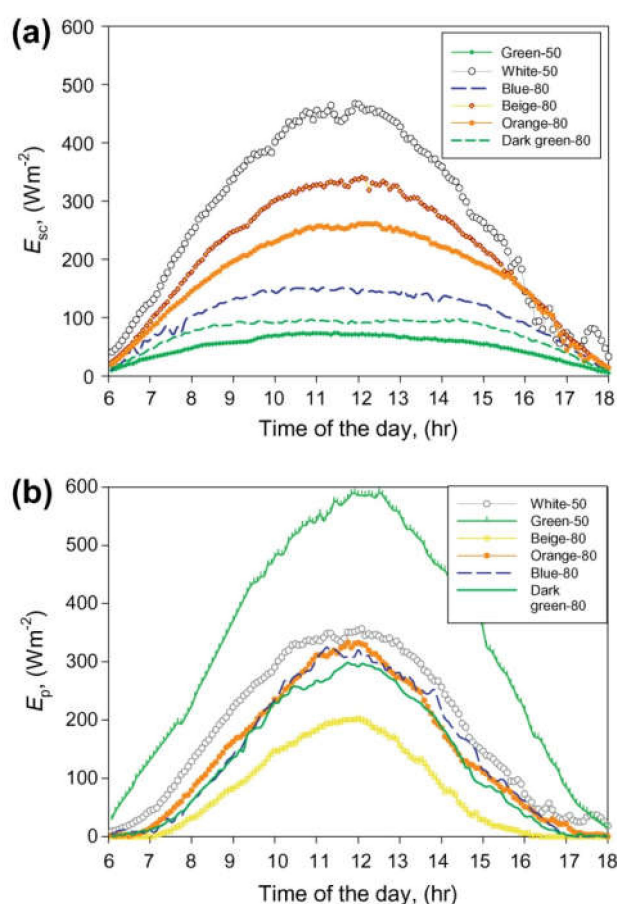 (a)
600
500
400
300
200
100
0
E_sc, (Wm⁻²)
Green-50
White-50
Blue-80
Beige-80
Orange-80
Dark green-80
6 7 8 9 10 11 12 13 14 15 16 17 18
Time of the day, (hr)
(b)
600
500
400
300
200
100
0
E_p, (Wm⁻²)
White-50
Green-50
Beige-80
Orange-80
Blue-80
Dark
green-80
6 7 8 9 10 11 12 13 14 15 16 17 18
Time of the day, (hr)